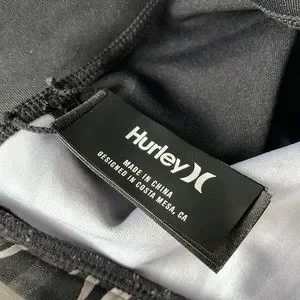 Hurley
MADE IN CHINA
DESIGNED IN COSTA MESA, CA